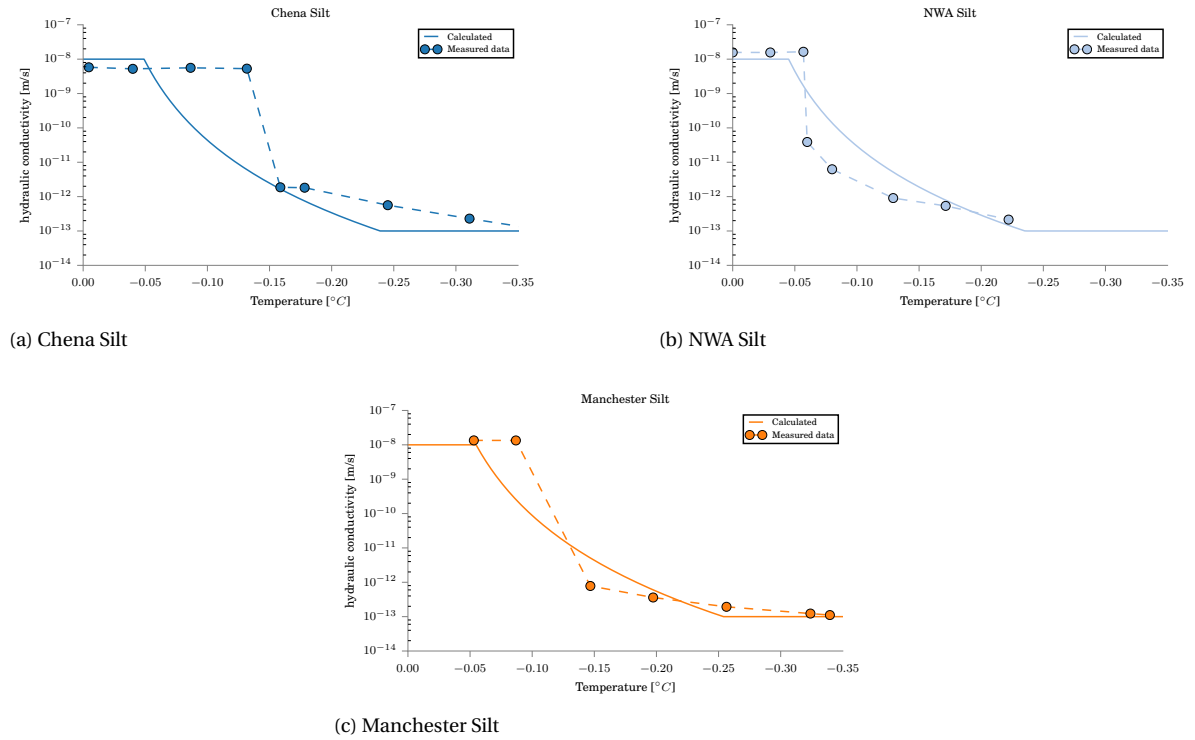 Chena Silt
Calculated
Measured data
hydraulic conductivity [m/s]
10⁻⁷
10⁻⁸
10⁻⁹
10⁻¹⁰
10⁻¹¹
10⁻¹²
10⁻¹³
10⁻¹⁴
0.00 −0.05 −0.10 −0.15 −0.20 −0.25 −0.30 −0.35
Temperature [°C]
(a) Chena Silt
NWA Silt
Calculated
Measured data
hydraulic conductivity [m/s]
10⁻⁷
10⁻⁸
10⁻⁹
10⁻¹⁰
10⁻¹¹
10⁻¹²
10⁻¹³
10⁻¹⁴
0.00 −0.05 −0.10 −0.15 −0.20 −0.25 −0.30 −0.35
Temperature [°C]
(b) NWA Silt
Manchester Silt
Calculated
Measured data
hydraulic conductivity [m/s]
10⁻⁷
10⁻⁸
10⁻⁹
10⁻¹⁰
10⁻¹¹
10⁻¹²
10⁻¹³
10⁻¹⁴
0.00 −0.05 −0.10 −0.15 −0.20 −0.25 −0.30 −0.35
Temperature [°C]
(c) Manchester Silt